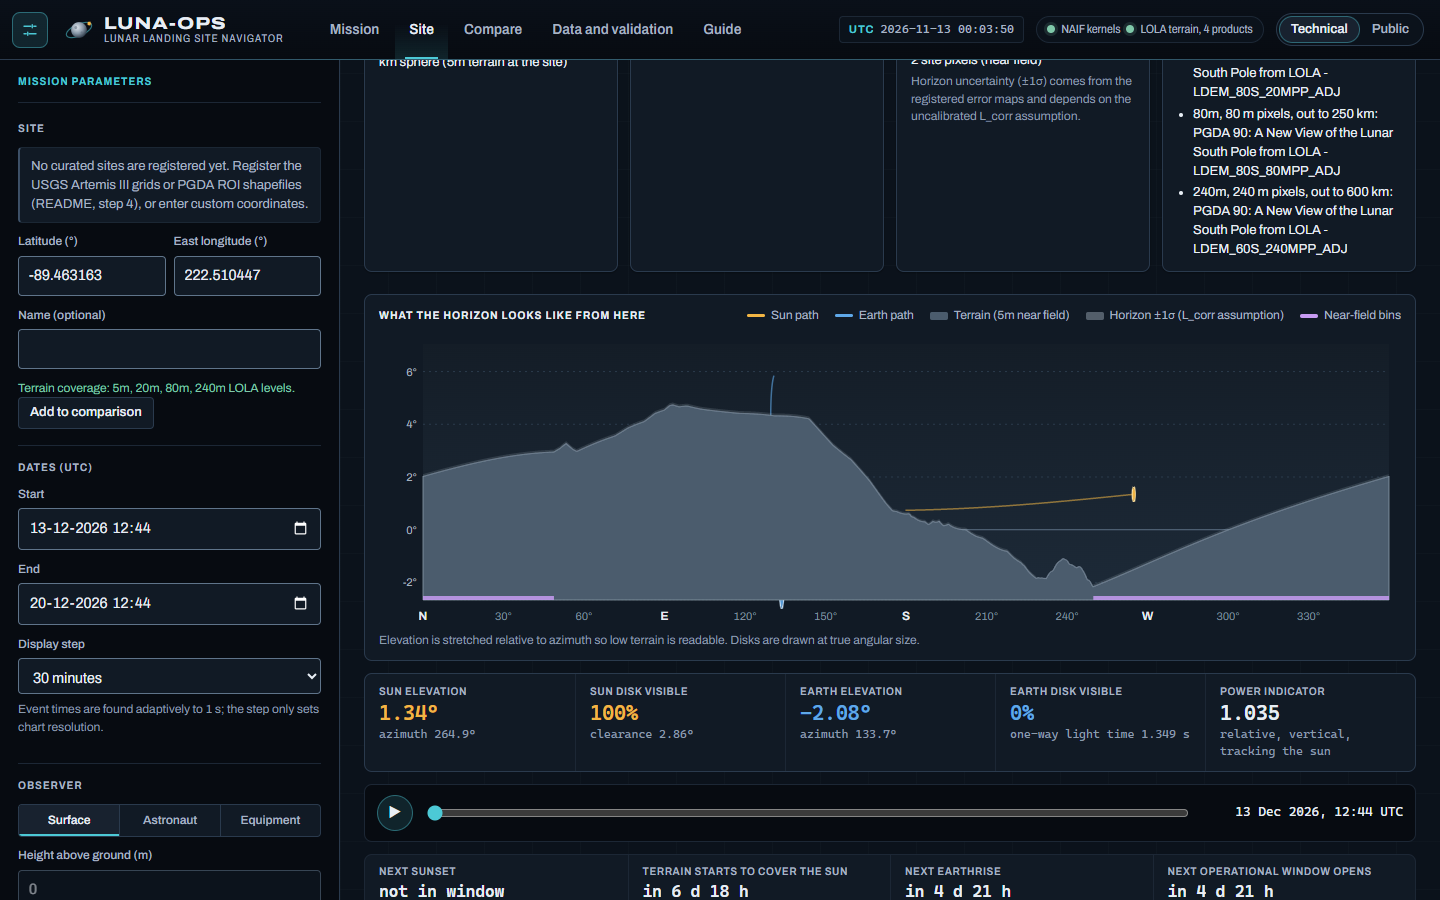 LUNA-OPS
LUNAR LANDING SITE NAVIGATOR
Mission
Site
Compare
Data and validation
Guide
UTC 2026-11-13 00:03:50
NAIF kernels
LOLA terrain, 4 products
Technical
Public
MISSION PARAMETERS
SITE
No curated sites are registered yet. Register the
USGS Artemis III grids or PGDA ROI shapefiles
(README, step 4), or enter custom coordinates.
Latitude (°)
East longitude (°)
-89.463163
222.510447
Name (optional)
Terrain coverage: 5m, 20m, 80m, 240m LOLA levels.
Add to comparison
DATES (UTC)
Start
13-12-2026 12:44
End
20-12-2026 12:44
Display step
30 minutes
Event times are found adaptively to 1 s; the step only sets
chart resolution.
OBSERVER
Surface
Astronaut
Equipment
Height above ground (m)
0
km sphere (5m terrain at the site)
2 site pixels (near field)
Horizon uncertainty (±1σ) comes from the
registered error maps and depends on the
uncalibrated L_corr assumption.
South Pole from LOLA -
LDEM_80S_20MPP_ADJ
• 80m, 80 m pixels, out to 250 km:
PGDA 90: A New View of the Lunar
South Pole from LOLA -
LDEM_80S_80MPP_ADJ
• 240m, 240 m pixels, out to 600 km:
PGDA 90: A New View of the Lunar
South Pole from LOLA -
LDEM_60S_240MPP_ADJ
WHAT THE HORIZON LOOKS LIKE FROM HERE
Sun path
Earth path
Terrain (5m near field)
Horizon ±1σ (L_corr assumption)
Near-field bins
6°
4°
2°
0°
-2°
N
30°
60°
E
120°
150°
S
210°
240°
W
300°
330°
Elevation is stretched relative to azimuth so low terrain is readable. Disks are drawn at true angular size.
SUN ELEVATION
1.34°
azimuth 264.9°
SUN DISK VISIBLE
100%
clearance 2.86°
EARTH ELEVATION
−2.08°
azimuth 133.7°
EARTH DISK VISIBLE
0%
one-way light time 1.349 s
POWER INDICATOR
1.035
relative, vertical,
tracking the sun
13 Dec 2026, 12:44 UTC
NEXT SUNSET
not in window
TERRAIN STARTS TO COVER THE SUN
in 6 d 18 h
NEXT EARTHRISE
in 4 d 21 h
NEXT OPERATIONAL WINDOW OPENS
in 4 d 21 h